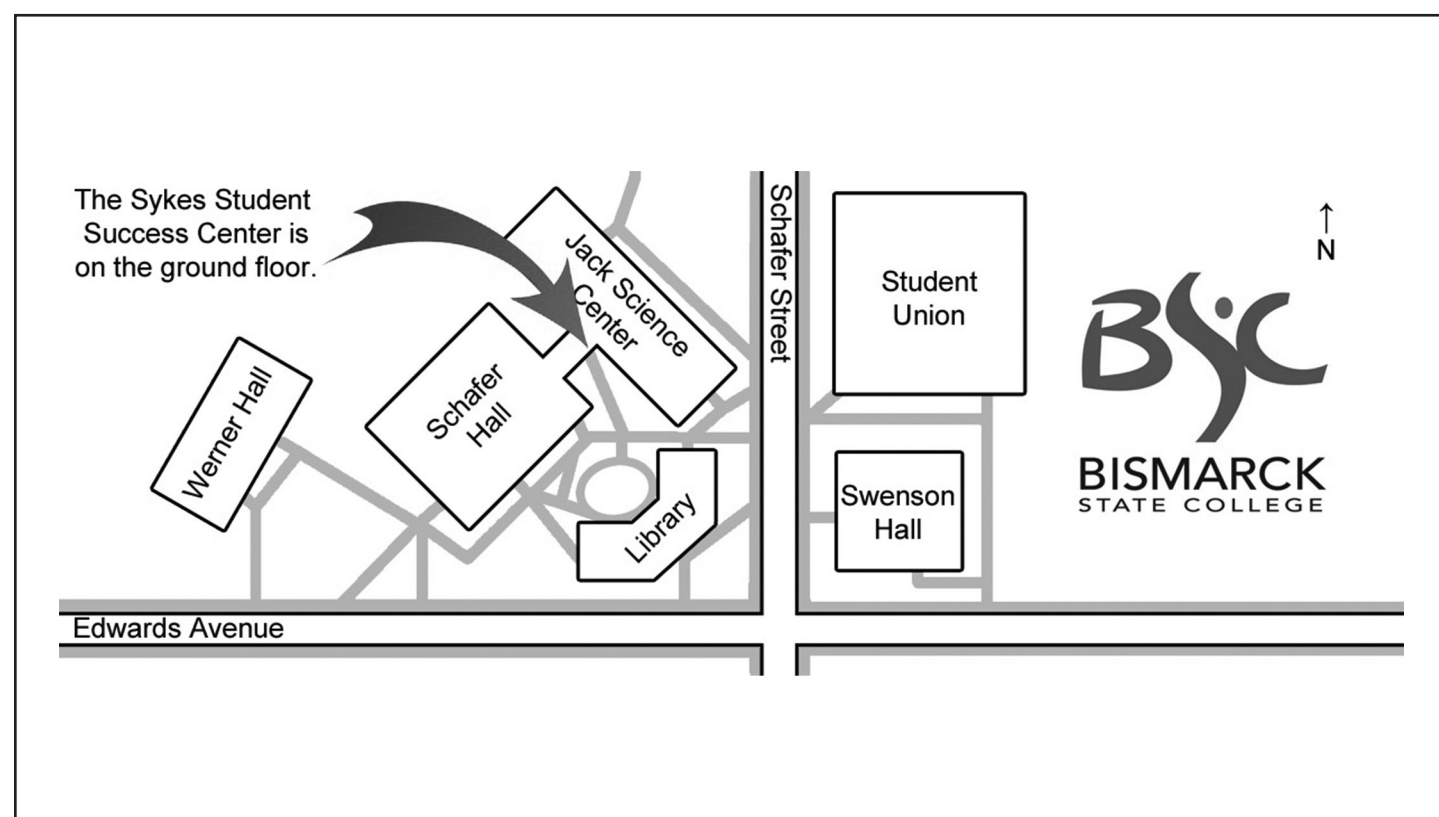 The Sykes Student
Success Center is
on the ground floor.
Jack Science
Center
Schafer Street
Student
Union
↑
N
Werner Hall
Schafer
Hall
Library
Swenson
Hall
BSC
BISMARCK
STATE COLLEGE
Edwards Avenue